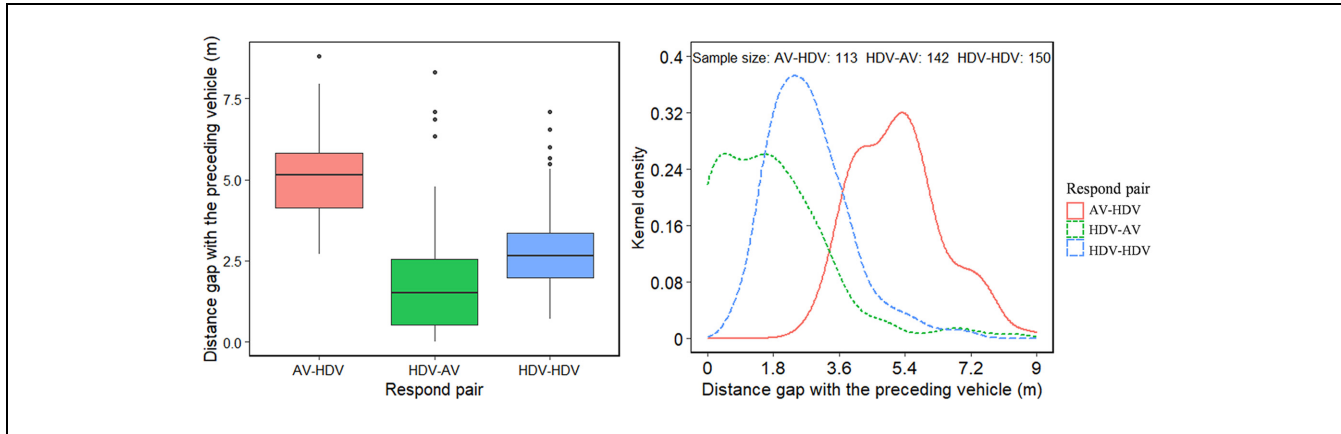 Distance gap with the preceding vehicle (m)
7.5
5.0
2.5
0.0
AV-HDV HDV-AV HDV-HDV
Respond pair
Sample size: AV-HDV: 113 HDV-AV: 142 HDV-HDV: 150
Kernel density
0.4
0.32
0.24
0.16
0.08
0
0 1.8 3.6 5.4 7.2 9
Distance gap with the preceding vehicle (m)
Respond pair
AV-HDV
HDV-AV
HDV-HDV